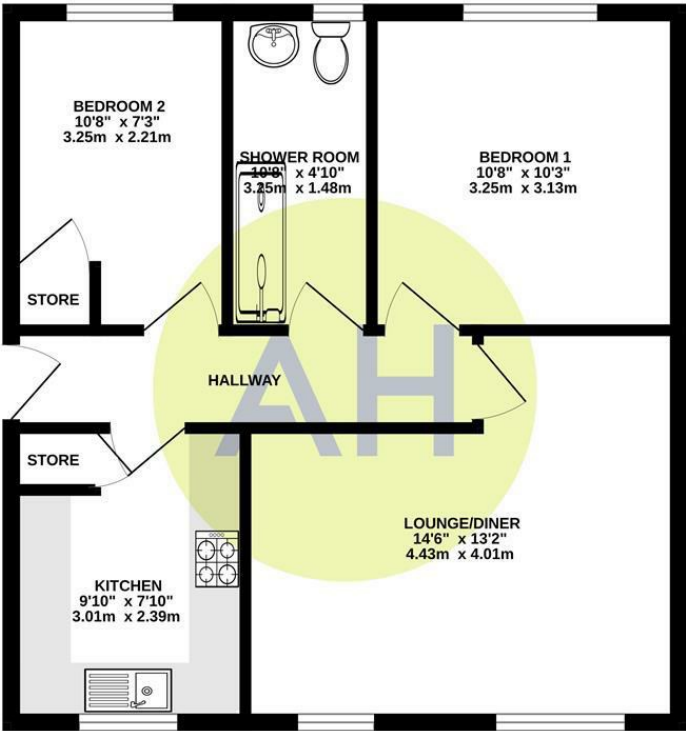 BEDROOM 2
10'8" x 7'3"
3.25m x 2.21m
SHOWER ROOM
10'8" x 4'10"
3.25m x 1.48m
BEDROOM 1
10'8" x 10'3"
3.25m x 3.13m
STORE
HALLWAY
AH
STORE
LOUNGE/DINER
14'6" x 13'2"
4.43m x 4.01m
KITCHEN
9'10" x 7'10"
3.01m x 2.39m